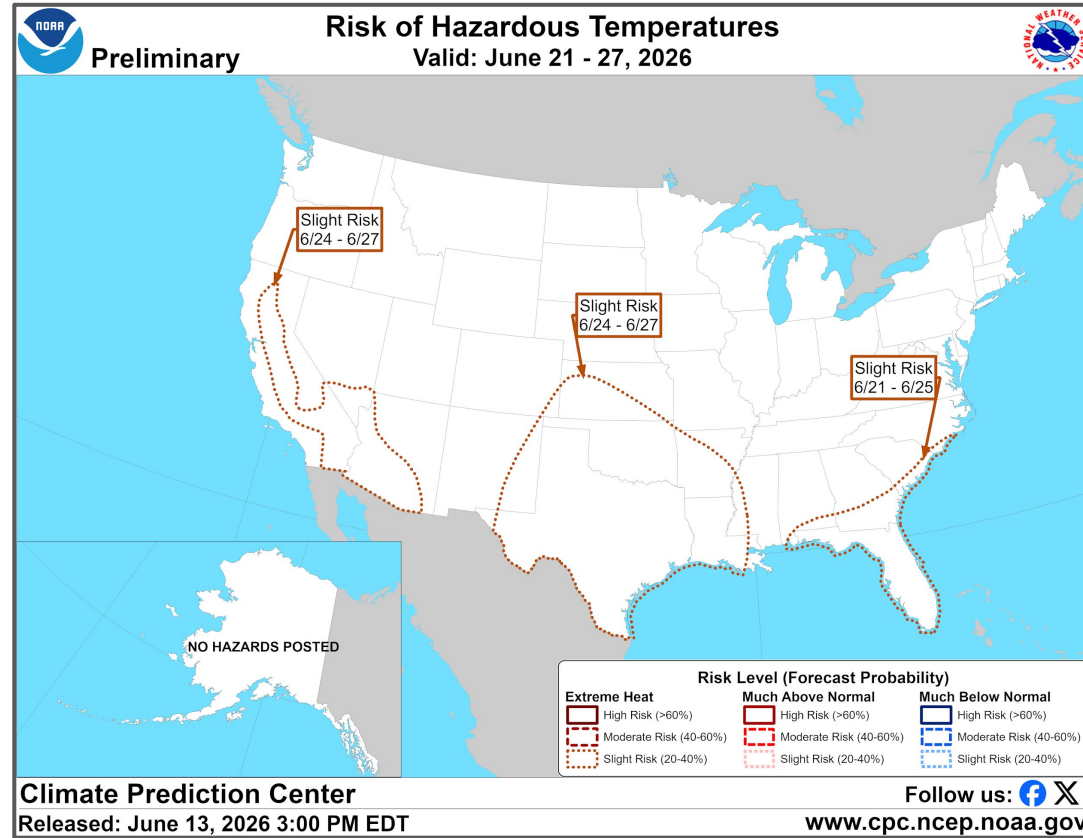 NOAA
Preliminary
Risk of Hazardous Temperatures
Valid: June 21 - 27, 2026
NATIONAL WEATHER SERVICE
Slight Risk
6/24 - 6/27
Slight Risk
6/24 - 6/27
Slight Risk
6/21 - 6/25
NO HAZARDS POSTED
Risk Level (Forecast Probability)
Extreme Heat
High Risk (>60%)
Moderate Risk (40-60%)
Slight Risk (20-40%)
Much Above Normal
High Risk (>60%)
Moderate Risk (40-60%)
Slight Risk (20-40%)
Much Below Normal
High Risk (>60%)
Moderate Risk (40-60%)
Slight Risk (20-40%)
Climate Prediction Center
Released: June 13, 2026 3:00 PM EDT
Follow us:
www.cpc.ncep.noaa.gov